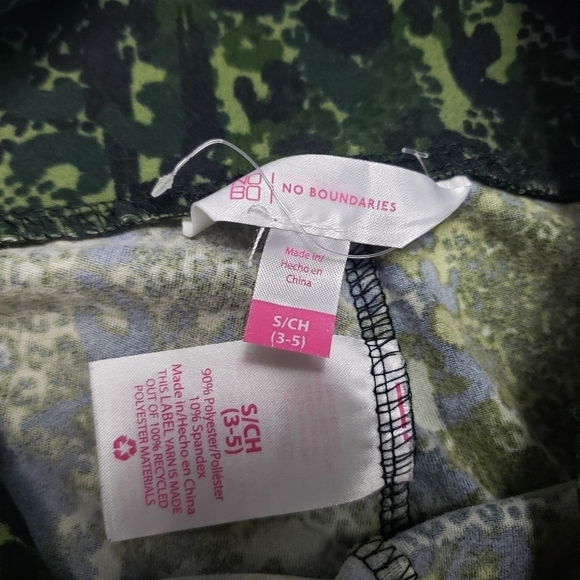 NO
BO
NO BOUNDARIES
Made in/
Hecho en
China
S/CH
(3-5)
S/CH
(3-5)
90% Polyester/Poliéster
10% Spandex
Made in/Hecho en China
THIS LABEL YARN IS MADE
OUT OF 100% RECYCLED
POLYESTER MATERIALS